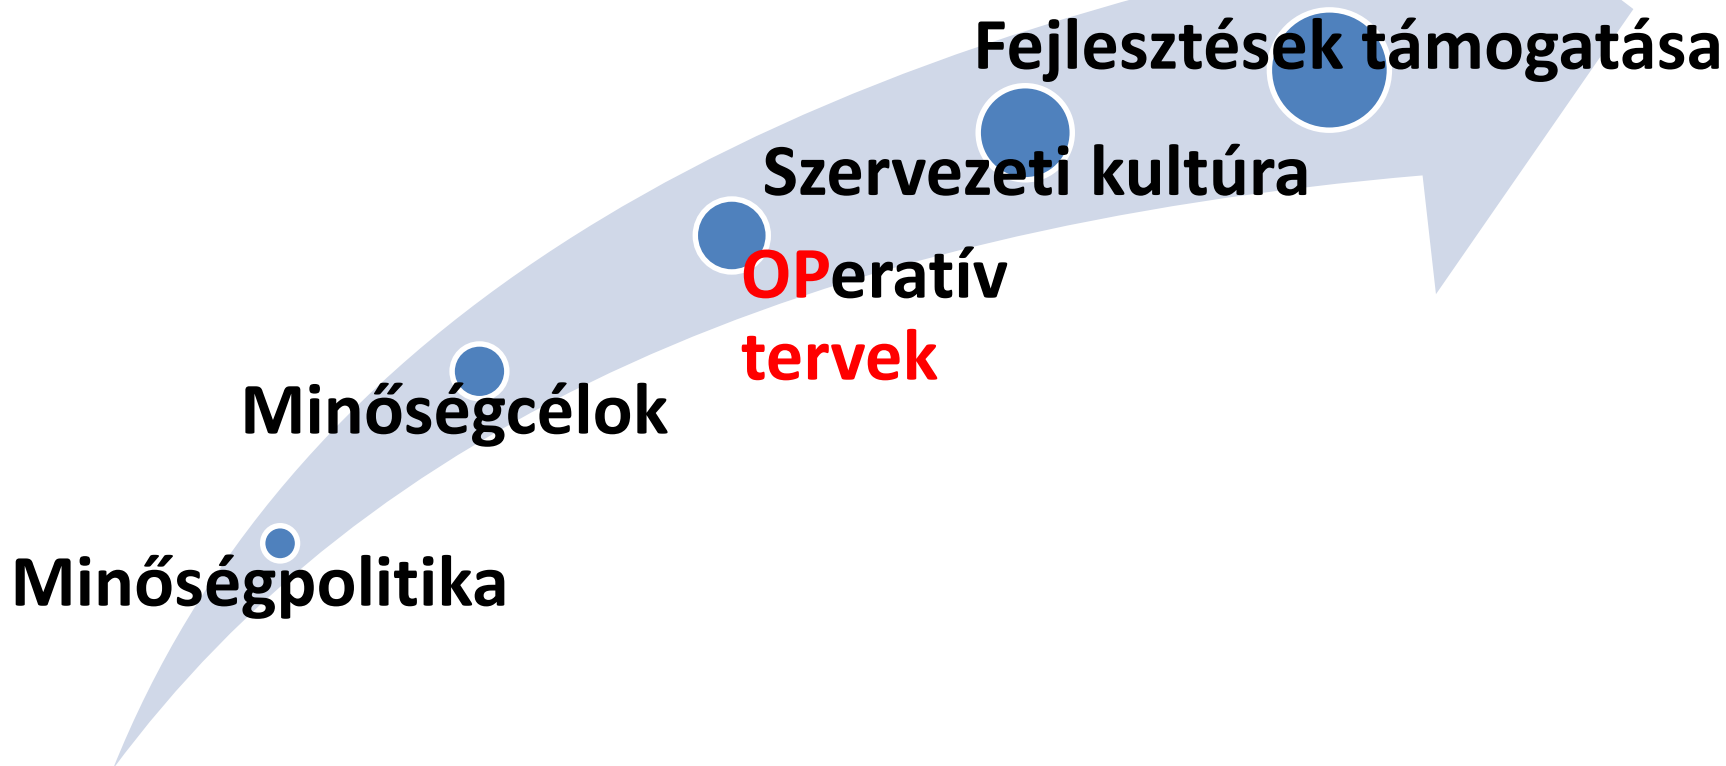 Fejlesztések támogatása
Szervezeti kultúra
OPeratív
tervek
Minőségcélok
Minőségpolitika